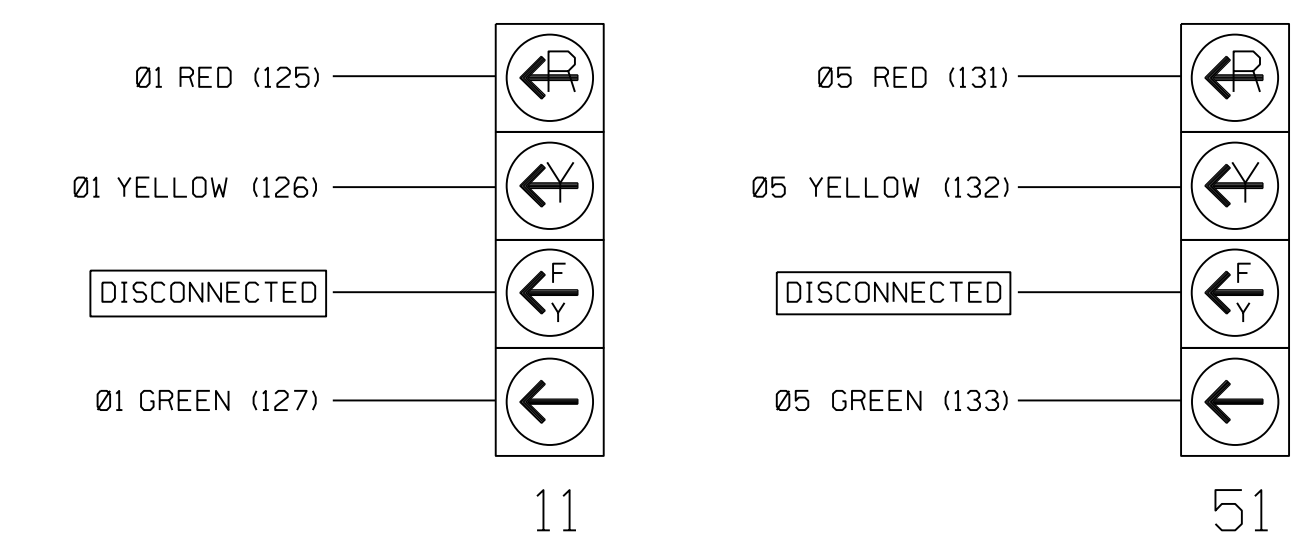 Ø1 RED (125)
R
Ø1 YELLOW (126)
Y
DISCONNECTED
F
Y
Ø1 GREEN (127)
11
Ø5 RED (131)
R
Ø5 YELLOW (132)
Y
DISCONNECTED
F
Y
Ø5 GREEN (133)
51